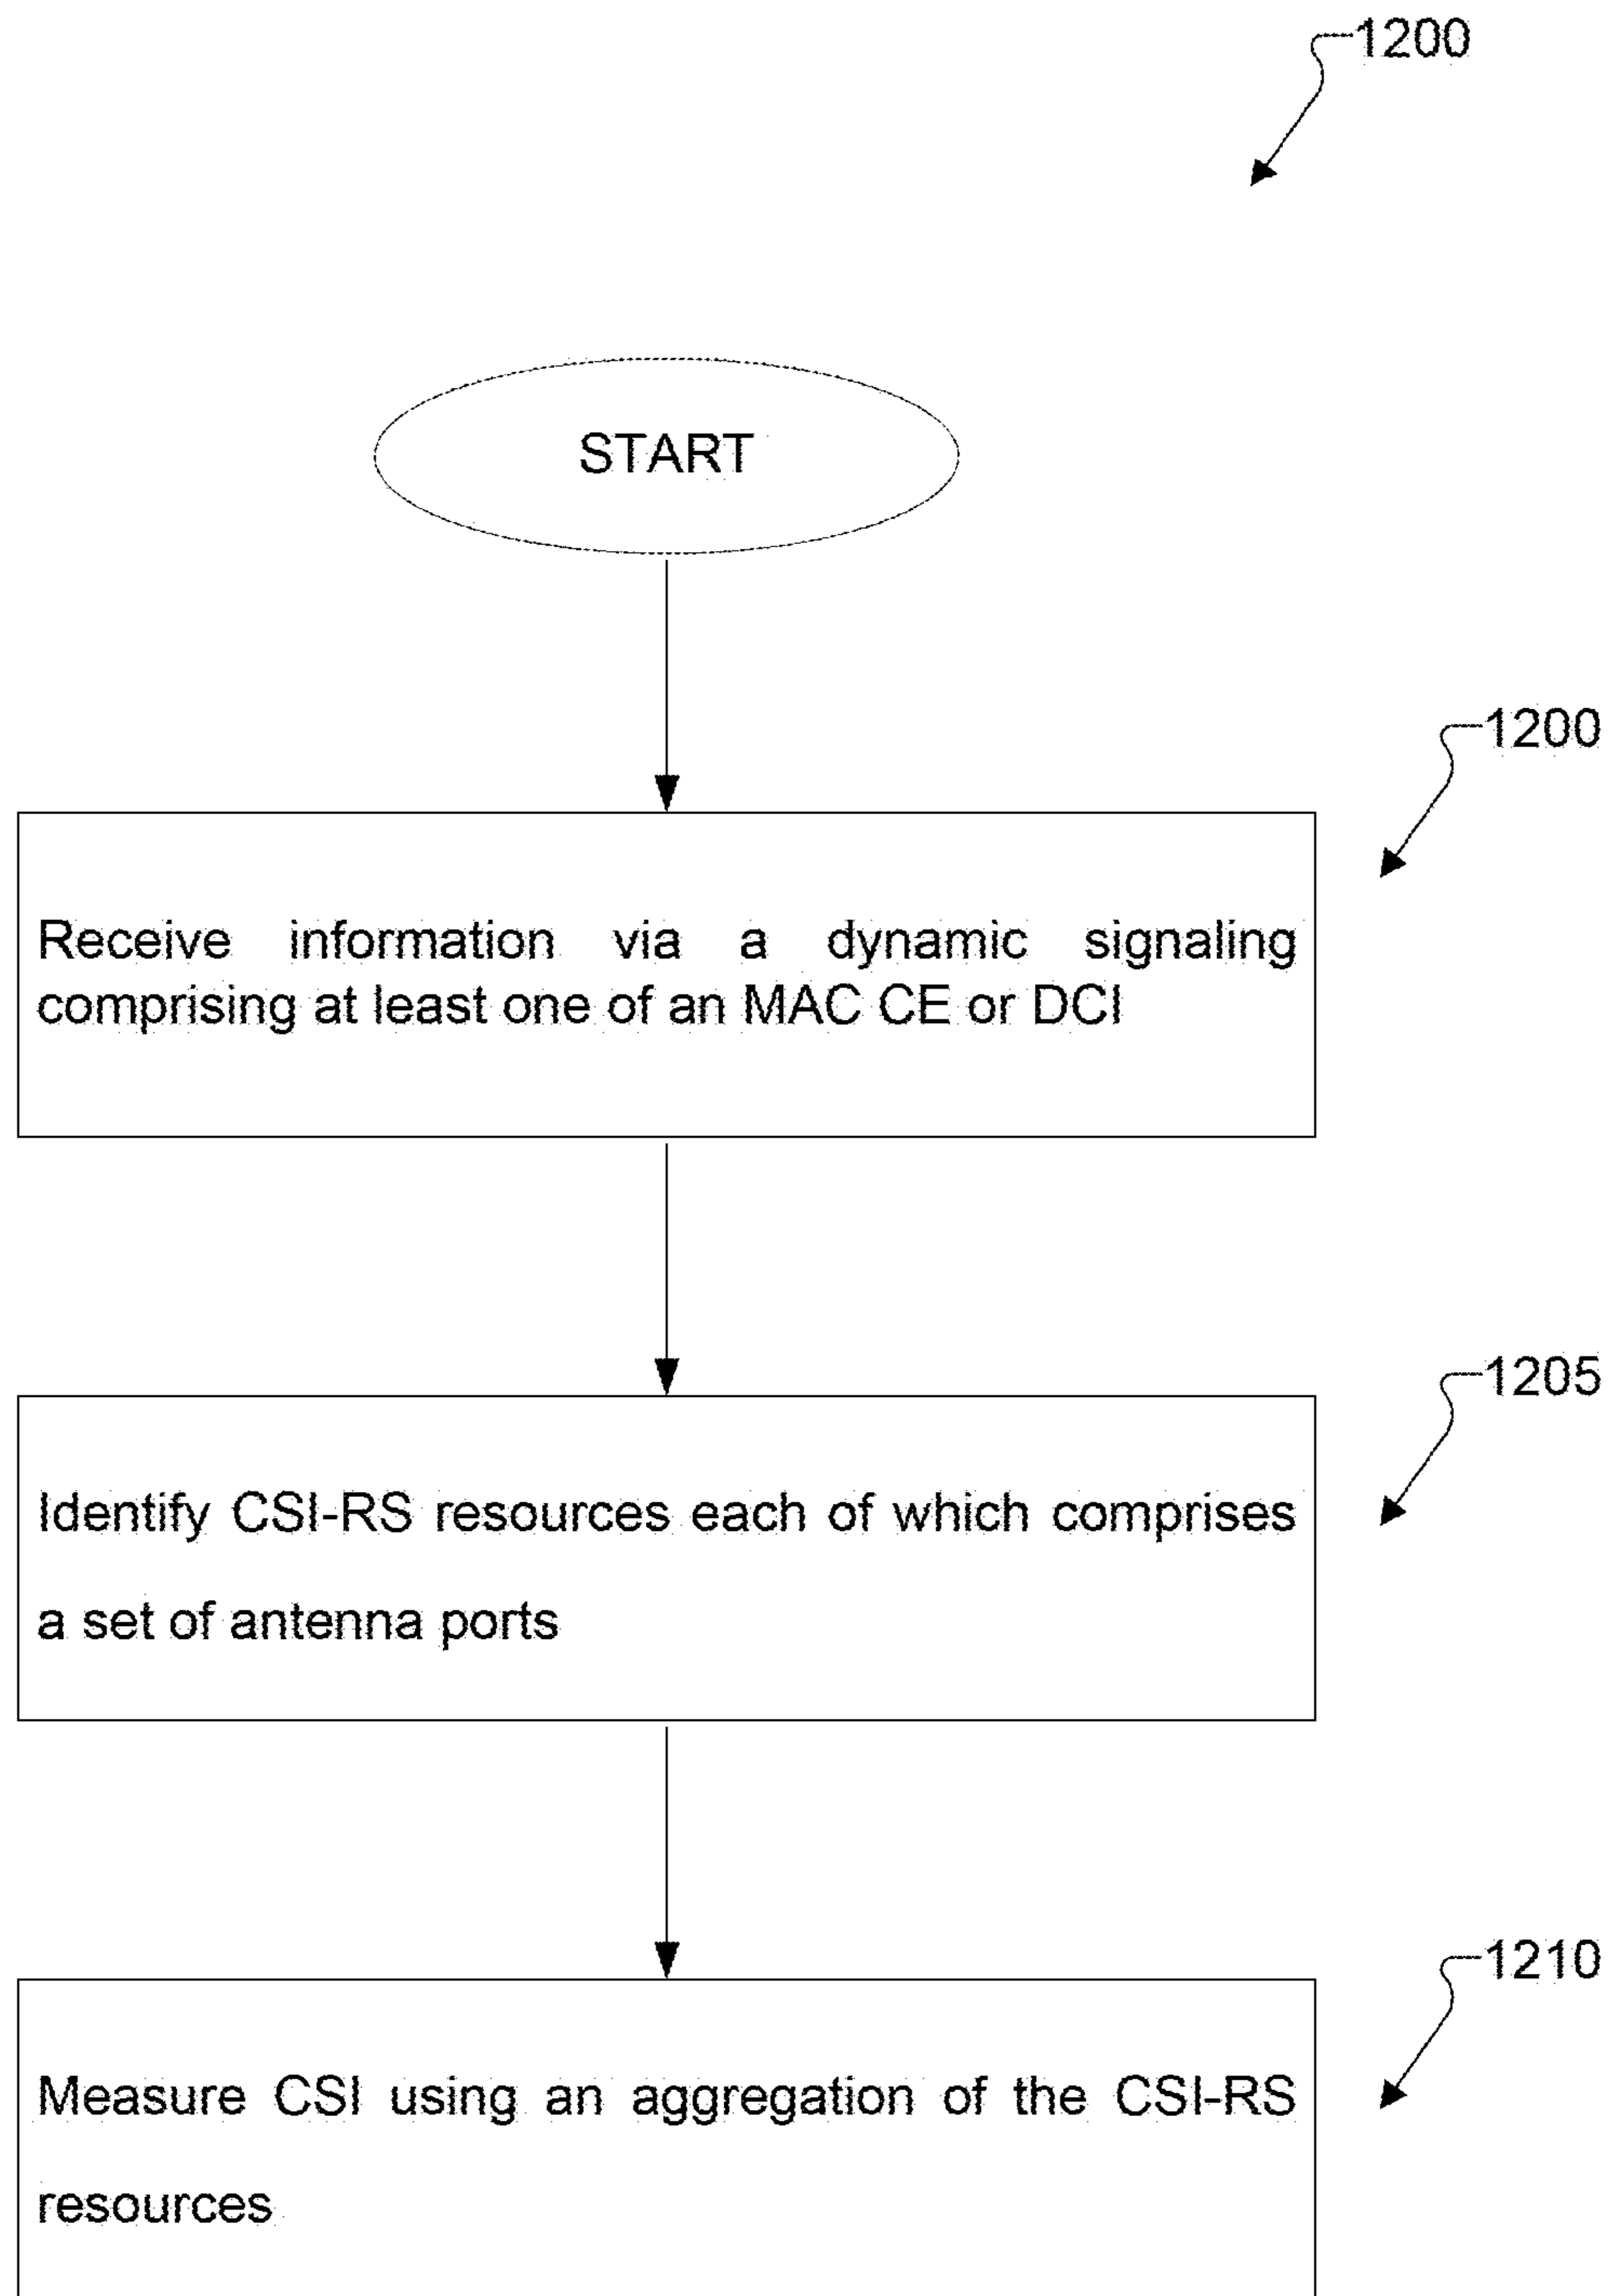 1200
START
1200
Receive information via a dynamic signaling
comprising at least one of an MAC CE or DCI
1205
Identify CSI-RS resources each of which comprises
a set of antenna ports
1210
Measure CSI using an aggregation of the CSI-RS
resources